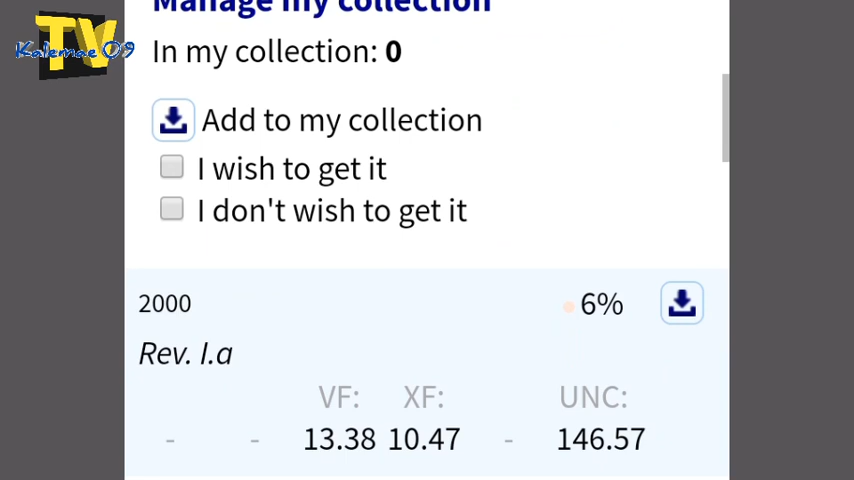 Manage my collection
TV
Kalemae 09
In my collection: 0
Add to my collection
I wish to get it
I don't wish to get it
2000 6%
Rev. I.a
VF: XF: UNC:
- - 13.38 10.47 - 146.57